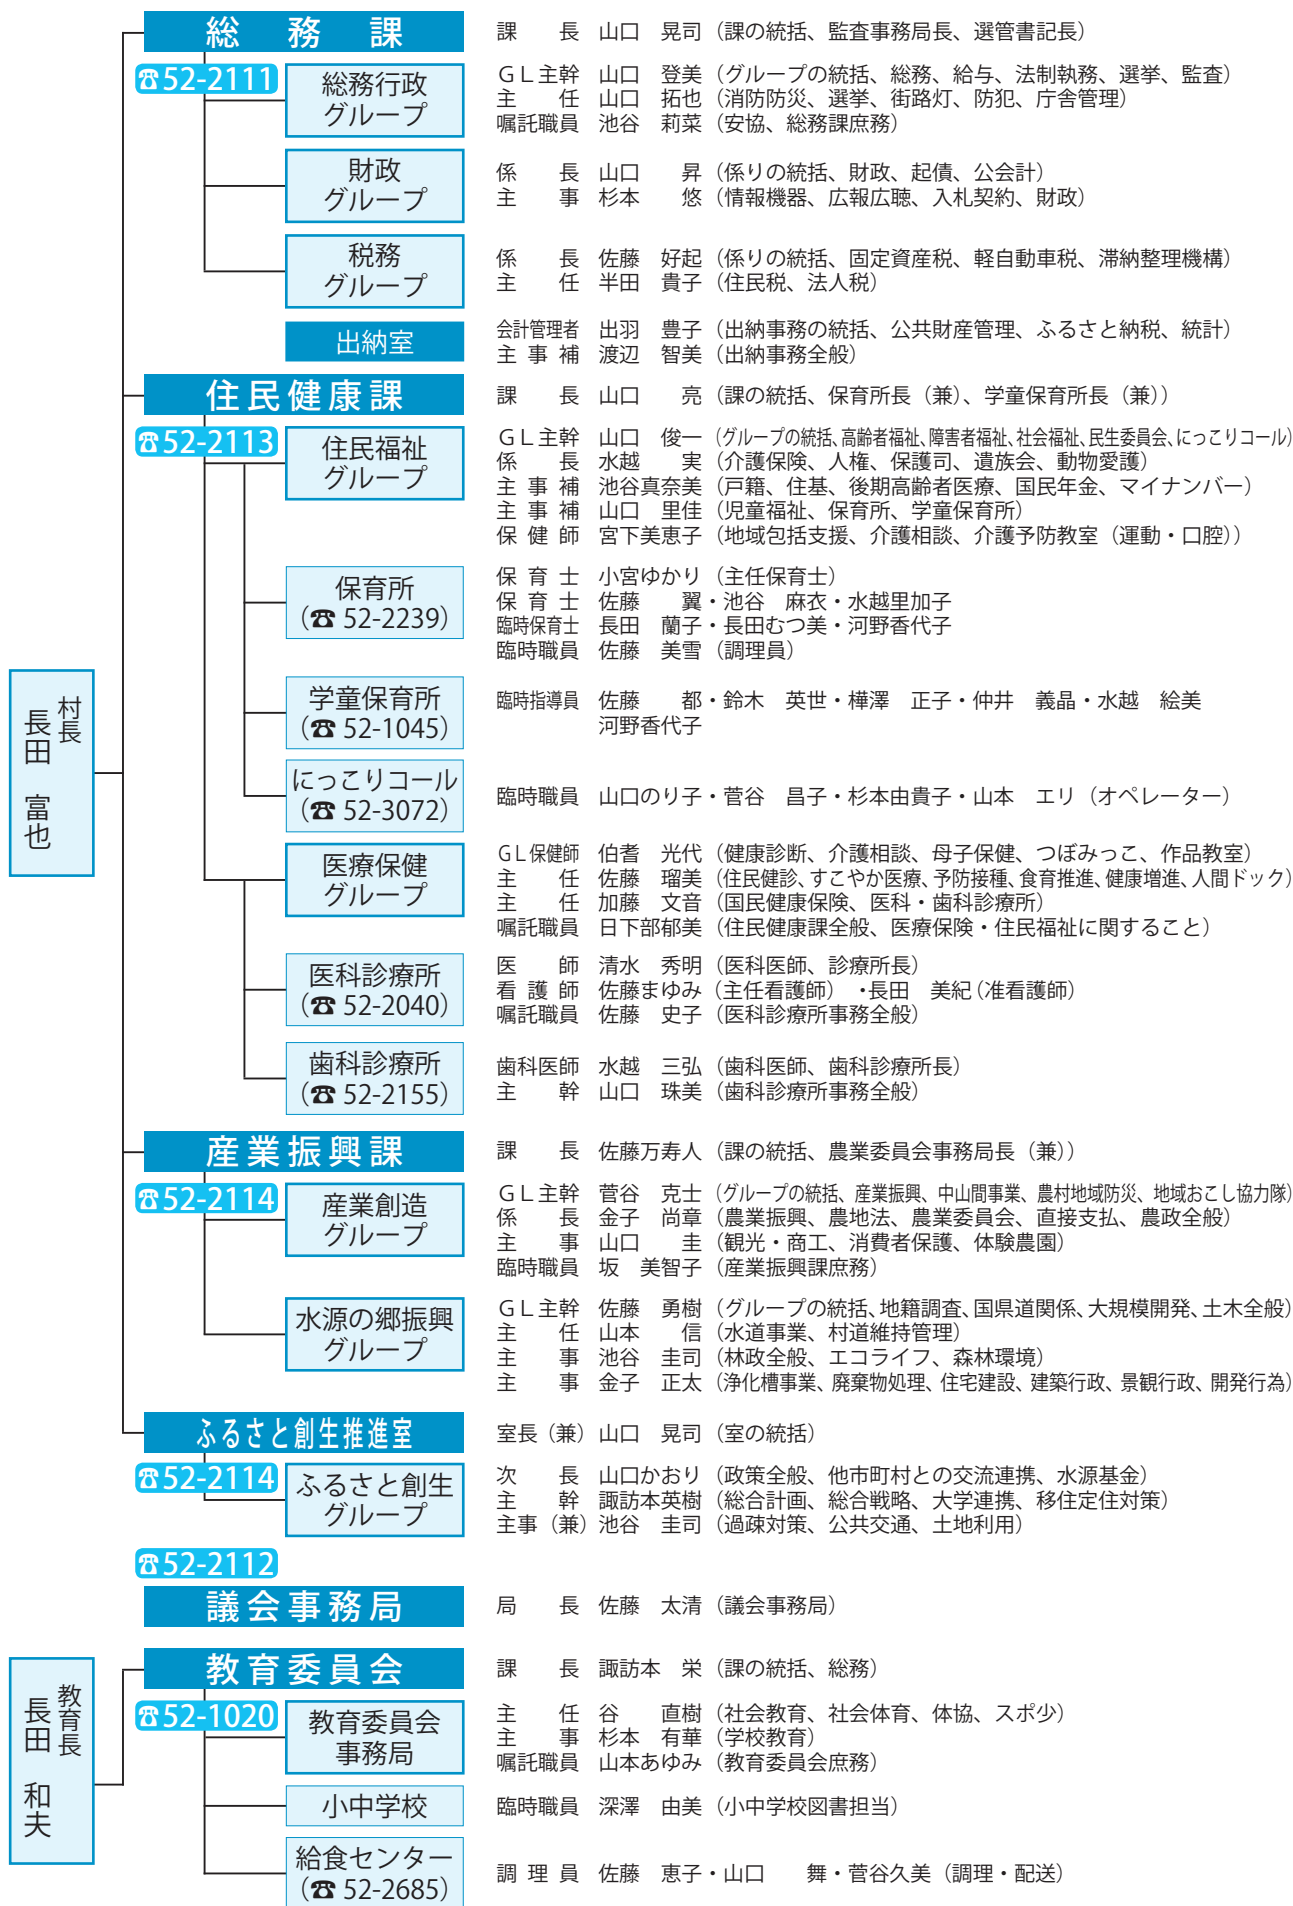 総務課
課　　長　山口　晃司（課の統括、監査事務局長、選管書記長）
☎52-2111
総務行政
グループ
ＧＬ主幹　山口　登美（グループの統括、総務、給与、法制執務、選挙、監査）
主　　任　山口　拓也（消防防災、選挙、街路灯、防犯、庁舎管理）
嘱託職員　池谷　莉菜（安協、総務課庶務）
財政
グループ
係　　長　山口　　昇（係りの統括、財政、起債、公会計）
主　　事　杉本　　悠（情報機器、広報広聴、入札契約、財政）
税務
グループ
係　　長　佐藤　好起（係りの統括、固定資産税、軽自動車税、滞納整理機構）
主　　任　半田　貴子（住民税、法人税）
出納室
会計管理者　出羽　豊子（出納事務の統括、公共財産管理、ふるさと納税、統計）
主 事 補　渡辺　智美（出納事務全般）
住民健康課
課　　長　山口　　亮（課の統括、保育所長（兼）、学童保育所長（兼））
☎52-2113
住民福祉
グループ
ＧＬ主幹　山口　俊一（グループの統括、高齢者福祉、障害者福祉、社会福祉、民生委員会、にっこりコール）
係　　長　水越　　実（介護保険、人権、保護司、遺族会、動物愛護）
主 事 補　池谷真奈美（戸籍、住基、後期高齢者医療、国民年金、マイナンバー）
主 事 補　山口　里佳（児童福祉、保育所、学童保育所）
保 健 師　宮下美恵子（地域包括支援、介護相談、介護予防教室（運動・口腔））
保育所
（☎ 52-2239）
保 育 士　小宮ゆかり（主任保育士）
保 育 士　佐藤　　翼・池谷　麻衣・水越里加子
臨時保育士　長田　蘭子・長田むつ美・河野香代子
臨時職員　佐藤　美雪（調理員）
学童保育所
（☎ 52-1045）
臨時指導員　佐藤　　都・鈴木　英世・樺澤　正子・仲井　義晶・水越　絵美
河野香代子
にっこりコール
（☎ 52-3072）
臨時職員　山口のり子・菅谷　昌子・杉本由貴子・山本　エリ（オペレーター）
医療保健
グループ
ＧＬ保健師　伯耆　光代（健康診断、介護相談、母子保健、つぼみっこ、作品教室）
主　　任　佐藤　瑠美（住民健診、すこやか医療、予防接種、食育推進、健康増進、人間ドック）
主　　任　加藤　文音（国民健康保険、医科・歯科診療所）
嘱託職員　日下部郁美（住民健康課全般、医療保険・住民福祉に関すること）
医科診療所
（☎ 52-2040）
医　　師　清水　秀明（医科医師、診療所長）
看 護 師　佐藤まゆみ（主任看護師）・長田　美紀（准看護師）
嘱託職員　佐藤　史子（医科診療所事務全般）
歯科診療所
（☎ 52-2155）
歯科医師　水越　三弘（歯科医師、歯科診療所長）
主　　幹　山口　珠美（歯科診療所事務全般）
村長
長田　富也
産業振興課
課　　長　佐藤万寿人（課の統括、農業委員会事務局長（兼））
☎52-2114
産業創造
グループ
ＧＬ主幹　菅谷　克士（グループの統括、産業振興、中山間事業、農村地域防災、地域おこし協力隊）
係　　長　金子　尚章（農業振興、農地法、農業委員会、直接支払、農政全般）
主　　事　山口　　圭（観光・商工、消費者保護、体験農園）
臨時職員　坂　美智子（産業振興課庶務）
水源の郷振興
グループ
ＧＬ主幹　佐藤　勇樹（グループの統括、地籍調査、国県道関係、大規模開発、土木全般）
主　　任　山本　　信（水道事業、村道維持管理）
主　　事　池谷　圭司（林政全般、エコライフ、森林環境）
主　　事　金子　正太（浄化槽事業、廃棄物処理、住宅建設、建築行政、景観行政、開発行為）
ふるさと創生推進室
室長（兼）山口　晃司（室の統括）
☎52-2114
ふるさと創生
グループ
次　　長　山口かおり（政策全般、他市町村との交流連携、水源基金）
主　　幹　諏訪本英樹（総合計画、総合戦略、大学連携、移住定住対策）
主事（兼）池谷　圭司（過疎対策、公共交通、土地利用）
☎52-2112
議会事務局
局　　長　佐藤　太清（議会事務局）
教育委員会
課　　長　諏訪本　栄（課の統括、総務）
☎52-1020
教育委員会
事務局
主　　任　谷　　直樹（社会教育、社会体育、体協、スポ少）
主　　事　杉本　有華（学校教育）
嘱託職員　山本あゆみ（教育委員会庶務）
教育長
長田　和夫
小中学校
臨時職員　深澤　由美（小中学校図書担当）
給食センター
（☎ 52-2685）
調 理 員　佐藤　恵子・山口　　舞・菅谷久美（調理・配送）